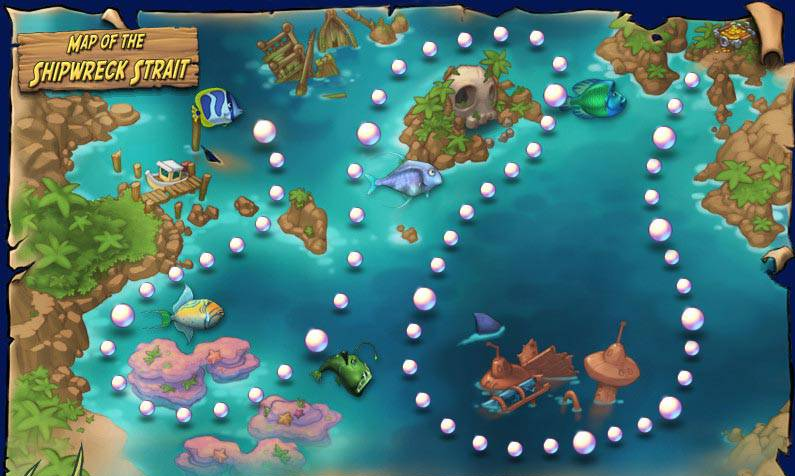 MAP OF THE
SHIPWRECK STRAIT